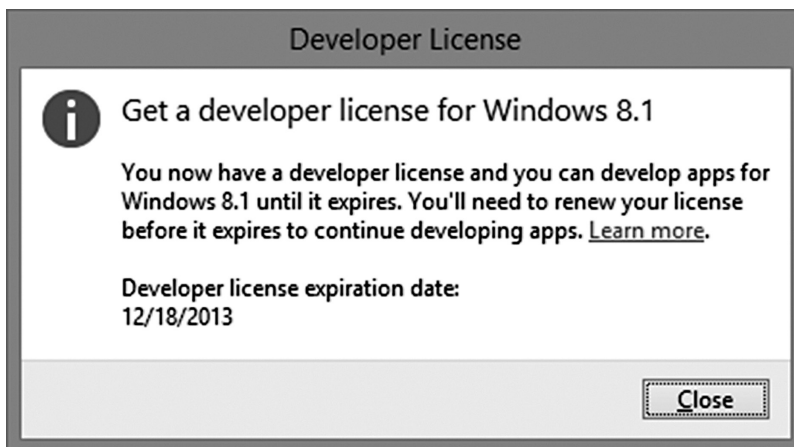 Developer License
Get a developer license for Windows 8.1
You now have a developer license and you can develop apps for
Windows 8.1 until it expires. You'll need to renew your license
before it expires to continue developing apps. Learn more.
Developer license expiration date:
12/18/2013
Close